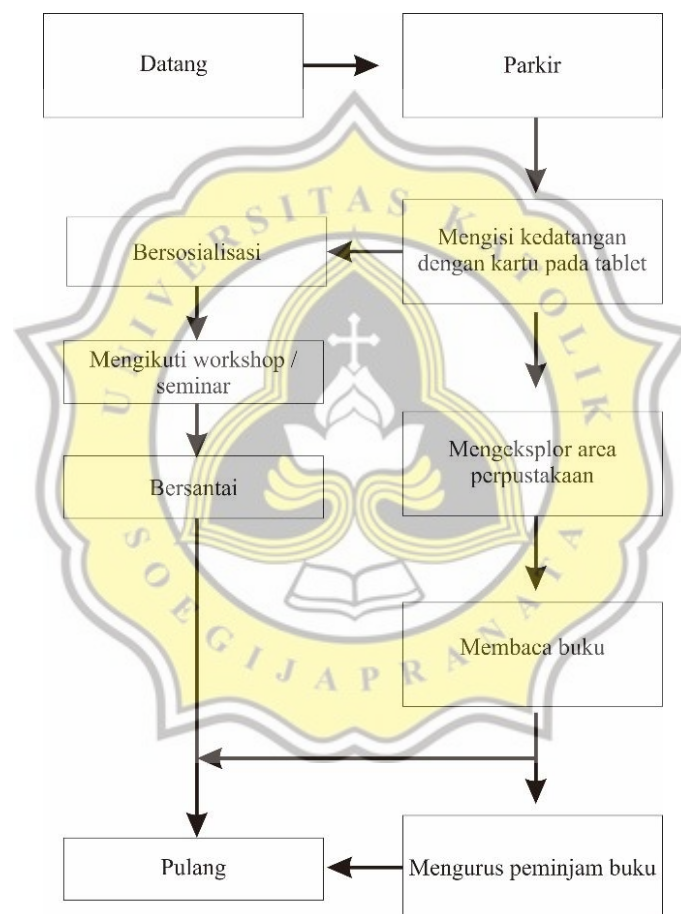 Datang
Parkir
Mengisi kedatangan
dengan kartu pada tablet
Bersosialisasi
Mengikuti workshop /
seminar
Mengeksplor area
perpustakaan
Bersantai
Membaca buku
Pulang
Mengurus peminjam buku
UNIVERSITAS KATOLIK
SOEGIJAPRANATA